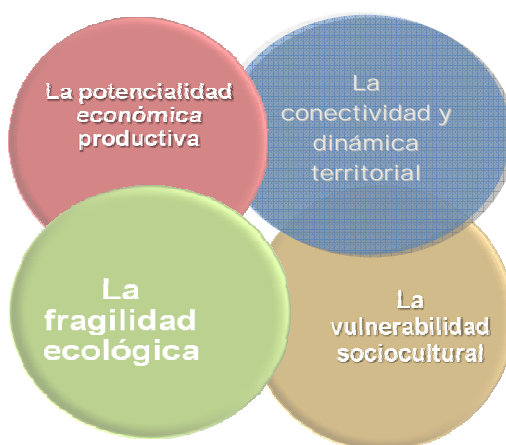 La potencialidad
económica
productiva
La
conectividad y
dinámica
territorial
La
fragilidad
ecológica
La
vulnerabilidad
sociocultural